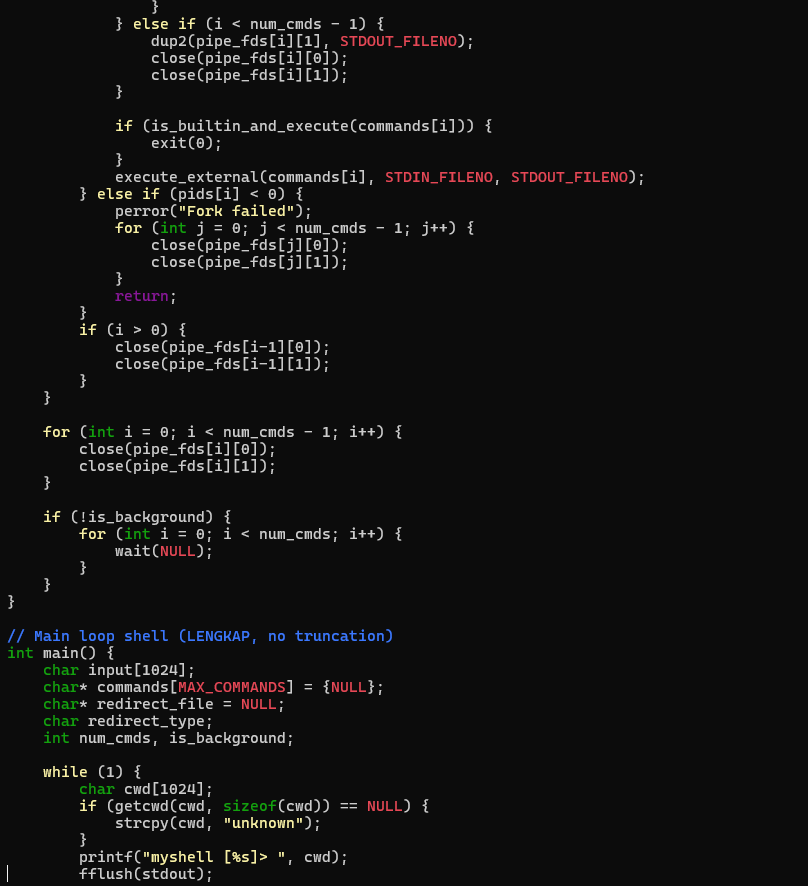 }
            } else if (i < num_cmds - 1) {
                dup2(pipe_fds[i][1], STDOUT_FILENO);
                close(pipe_fds[i][0]);
                close(pipe_fds[i][1]);
            }

            if (is_builtin_and_execute(commands[i])) {
                exit(0);
            }
            execute_external(commands[i], STDIN_FILENO, STDOUT_FILENO);
        } else if (pids[i] < 0) {
            perror("Fork failed");
            for (int j = 0; j < num_cmds - 1; j++) {
                close(pipe_fds[j][0]);
                close(pipe_fds[j][1]);
            }
            return;
        }
        if (i > 0) {
            close(pipe_fds[i-1][0]);
            close(pipe_fds[i-1][1]);
        }
    }

    for (int i = 0; i < num_cmds - 1; i++) {
        close(pipe_fds[i][0]);
        close(pipe_fds[i][1]);
    }

    if (!is_background) {
        for (int i = 0; i < num_cmds; i++) {
            wait(NULL);
        }
    }
}

// Main loop shell (LENGKAP, no truncation)
int main() {
    char input[1024];
    char* commands[MAX_COMMANDS] = {NULL};
    char* redirect_file = NULL;
    char redirect_type;
    int num_cmds, is_background;

    while (1) {
        char cwd[1024];
        if (getcwd(cwd, sizeof(cwd)) == NULL) {
            strcpy(cwd, "unknown");
        }
        printf("myshell [%s]> ", cwd);
        fflush(stdout);